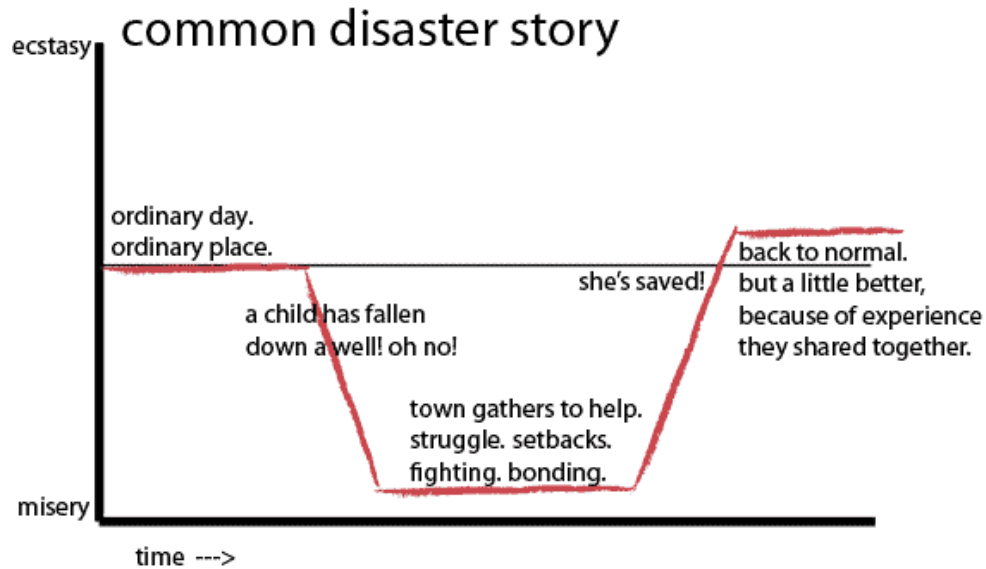 common disaster story
ecstasy
ordinary day.
ordinary place.
a child has fallen
down a well! oh no!
town gathers to help.
struggle. setbacks.
fighting. bonding.
she's saved!
back to normal.
but a little better,
because of experience
they shared together.
misery
time --->